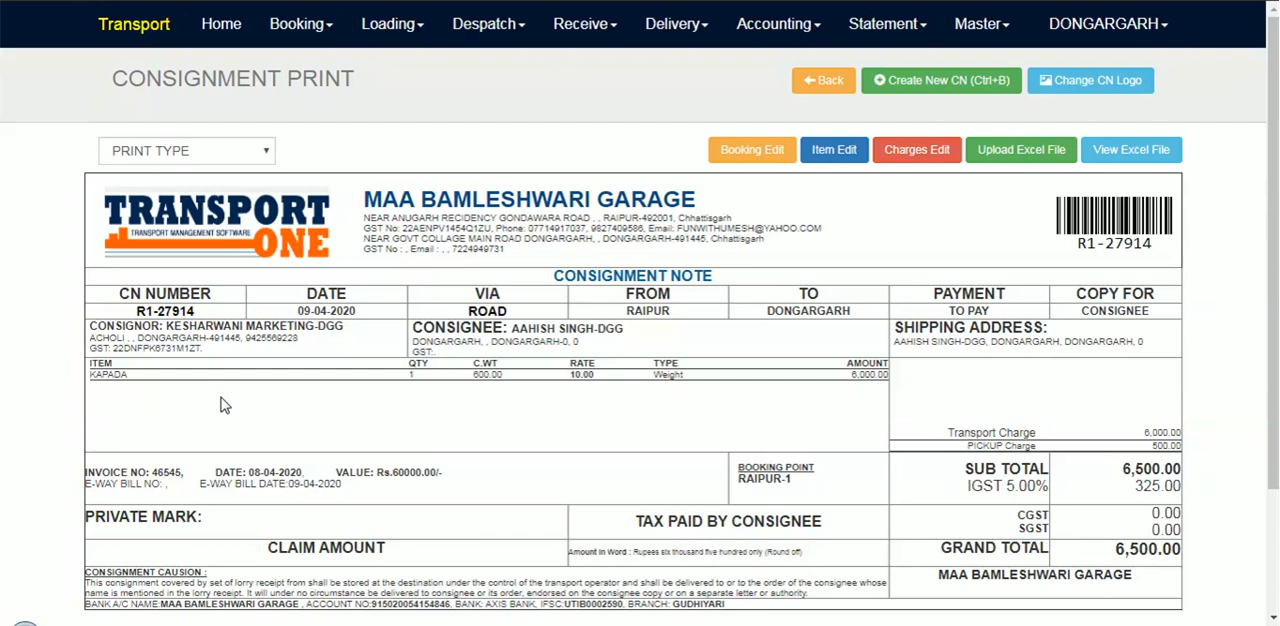 Transport Home Booking Loading Despatch Receive Delivery Accounting Statement Master DONGARGARH
CONSIGNMENT PRINT
Back Create New CN (Ctrl+B) Change CN Logo
PRINT TYPE
Booking Edit Item Edit Charges Edit Upload Excel File View Excel File
TRANSPORT
TRANSPORT MANAGEMENT SOFTWARE
ONE
MAA BAMLESHWARI GARAGE
NEAR ANUGARH RECIDENCY GONDAWARA ROAD , , RAIPUR-492001, Chhattisgarh
GST No: 22AENPV1454Q1ZU, Phone: 07714917037, 9827409586, Email: FUNWITHUMESH@YAHOO.COM
NEAR GOVT COLLAGE MAIN ROAD DONGARGARH, , DONGARGARH-491445, Chhattisgarh
GST No : , Email : , , 7224949731
R1-27914
CONSIGNMENT NOTE
CN NUMBER DATE VIA FROM TO PAYMENT COPY FOR
R1-27914 09-04-2020 ROAD RAIPUR DONGARGARH TO PAY CONSIGNEE
CONSIGNOR: KESHARWANI MARKETING-DGG
ACHOLI , , DONGARGARH-491445, 9425569228
GST: 22DNFPK6731M1ZT.
CONSIGNEE: AAHISH SINGH-DGG
DONGARGARH, , DONGARGARH-0, 0
GST:.
SHIPPING ADDRESS:
AAHISH SINGH-DGG, DONGARGARH, DONGARGARH, 0
ITEM QTY C.WT RATE TYPE AMOUNT
KAPADA 1 600.00 10.00 Weight 6,000.00
Transport Charge 6,000.00
PICKUP Charge 500.00
INVOICE NO: 46545, DATE: 08-04-2020, VALUE: Rs.60000.00/-
E-WAY BILL NO: , E-WAY BILL DATE:09-04-2020
BOOKING POINT
RAIPUR-1
SUB TOTAL 6,500.00
IGST 5.00% 325.00
PRIVATE MARK:
TAX PAID BY CONSIGNEE
CGST 0.00
SGST 0.00
CLAIM AMOUNT
Amount In Word : Rupees six thousand five hundred only (Round off)
GRAND TOTAL 6,500.00
CONSIGNMENT CAUSION :
This consignment covered by set of lorry receipt from shall be stored at the destination under the control of the transport operator and shall be delivered to or to the order of the consignee whose
name is mentioned in the lorry receipt. It will under no circumstance be delivered to consignee or its order, endorsed on the consignee copy or on a separate letter or authority.
BANK A/C NAME:MAA BAMLESHWARI GARAGE , ACCOUNT NO:915020054154846, BANK: AXIS BANK, IFSC:UTIB0002590, BRANCH: GUDHIYARI
MAA BAMLESHWARI GARAGE